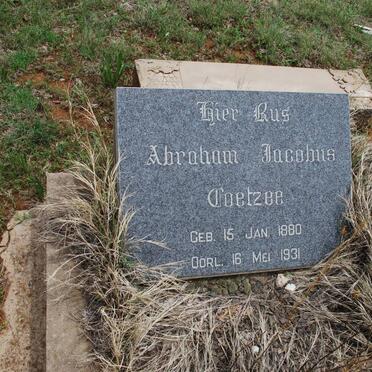 Hier Rus
Abraham Jacobus
Coetzee
GEB. 15 JAN. 1880
OORL. 16 MEI 1931